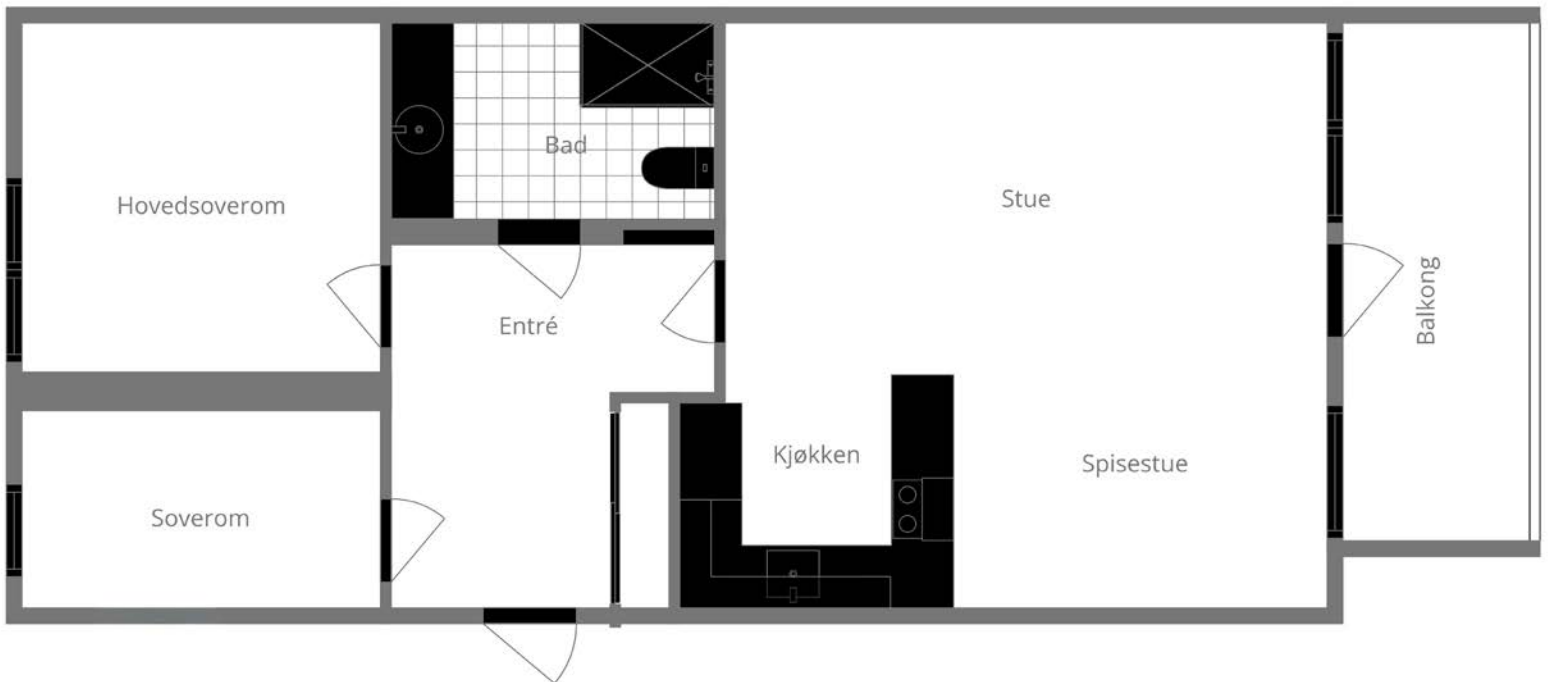 Hovedsoverom
Bad
Stue
Entré
Balkong
Kjøkken
Spisestue
Soverom